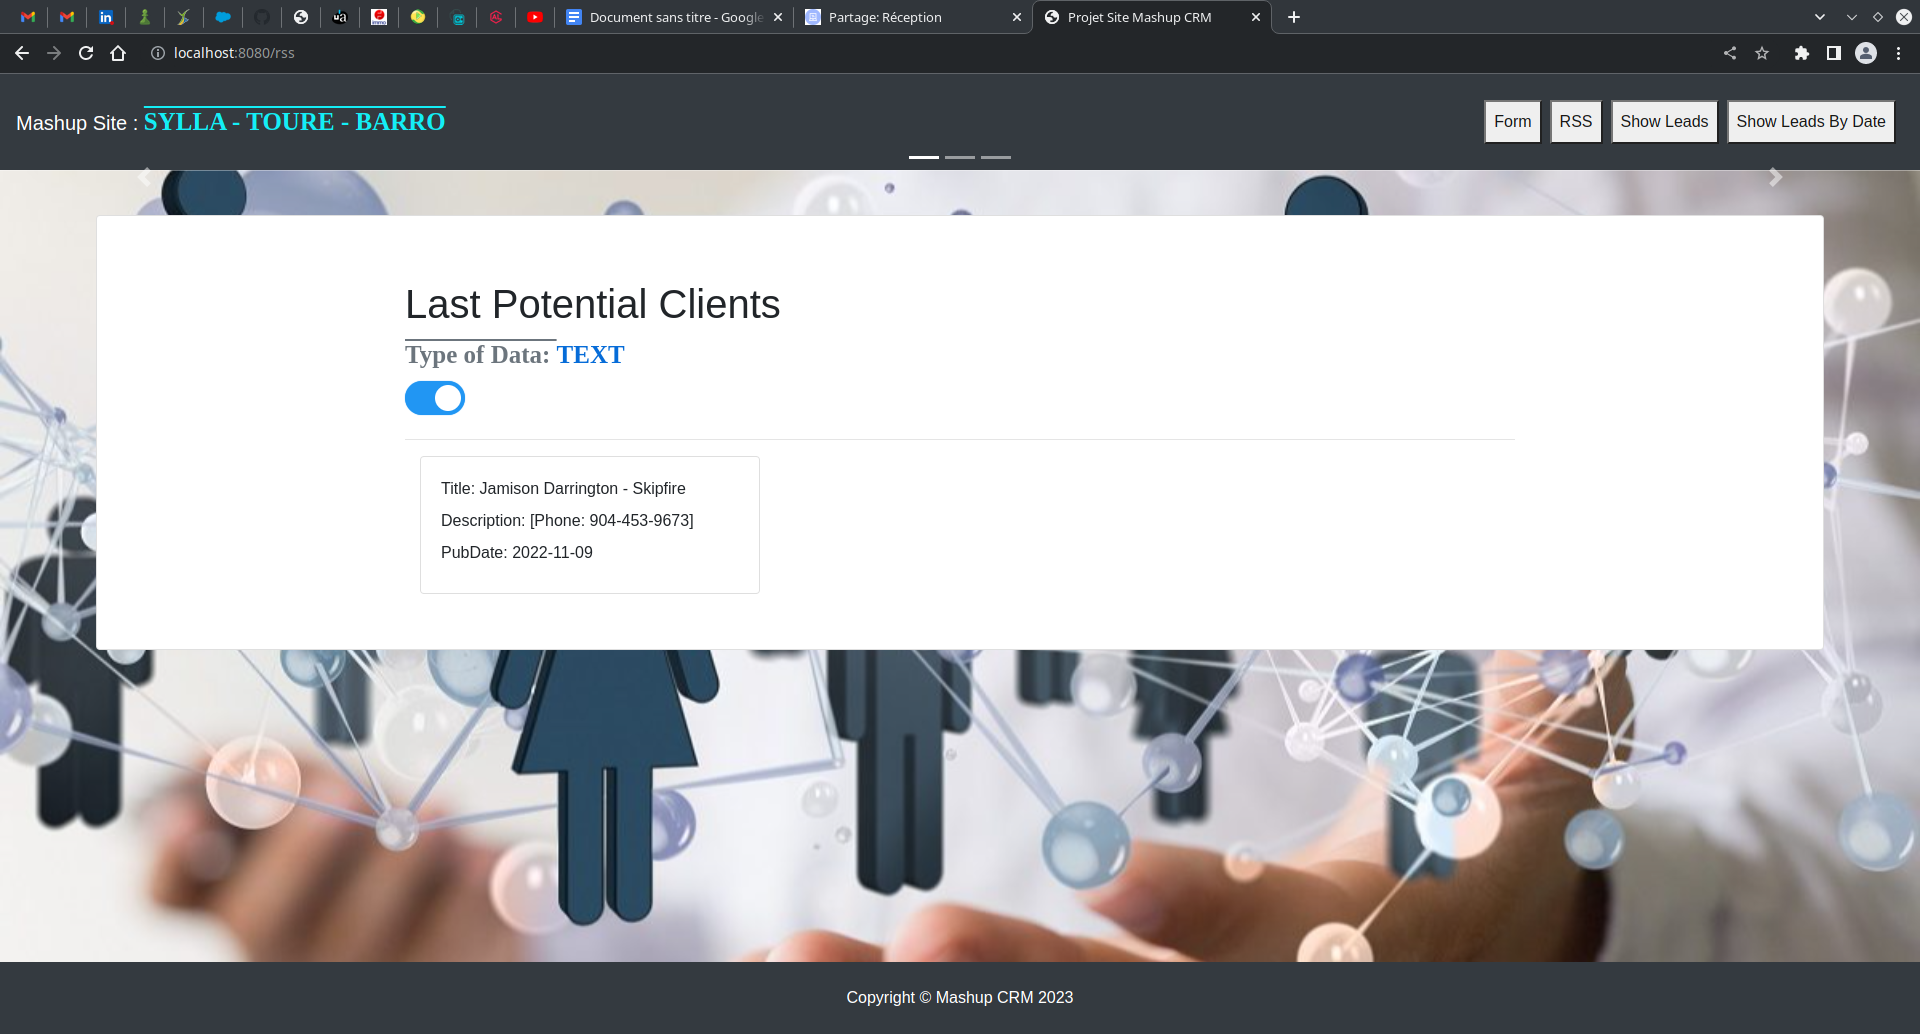 Document sans titre - Google
Partage: Réception
Projet Site Mashup CRM
localhost:8080/rss
Mashup Site : SYLLA - TOURE - BARRO
Form
RSS
Show Leads
Show Leads By Date
Last Potential Clients
Type of Data: TEXT
Title: Jamison Darrington - Skipfire
Description: [Phone: 904-453-9673]
PubDate: 2022-11-09
Copyright © Mashup CRM 2023